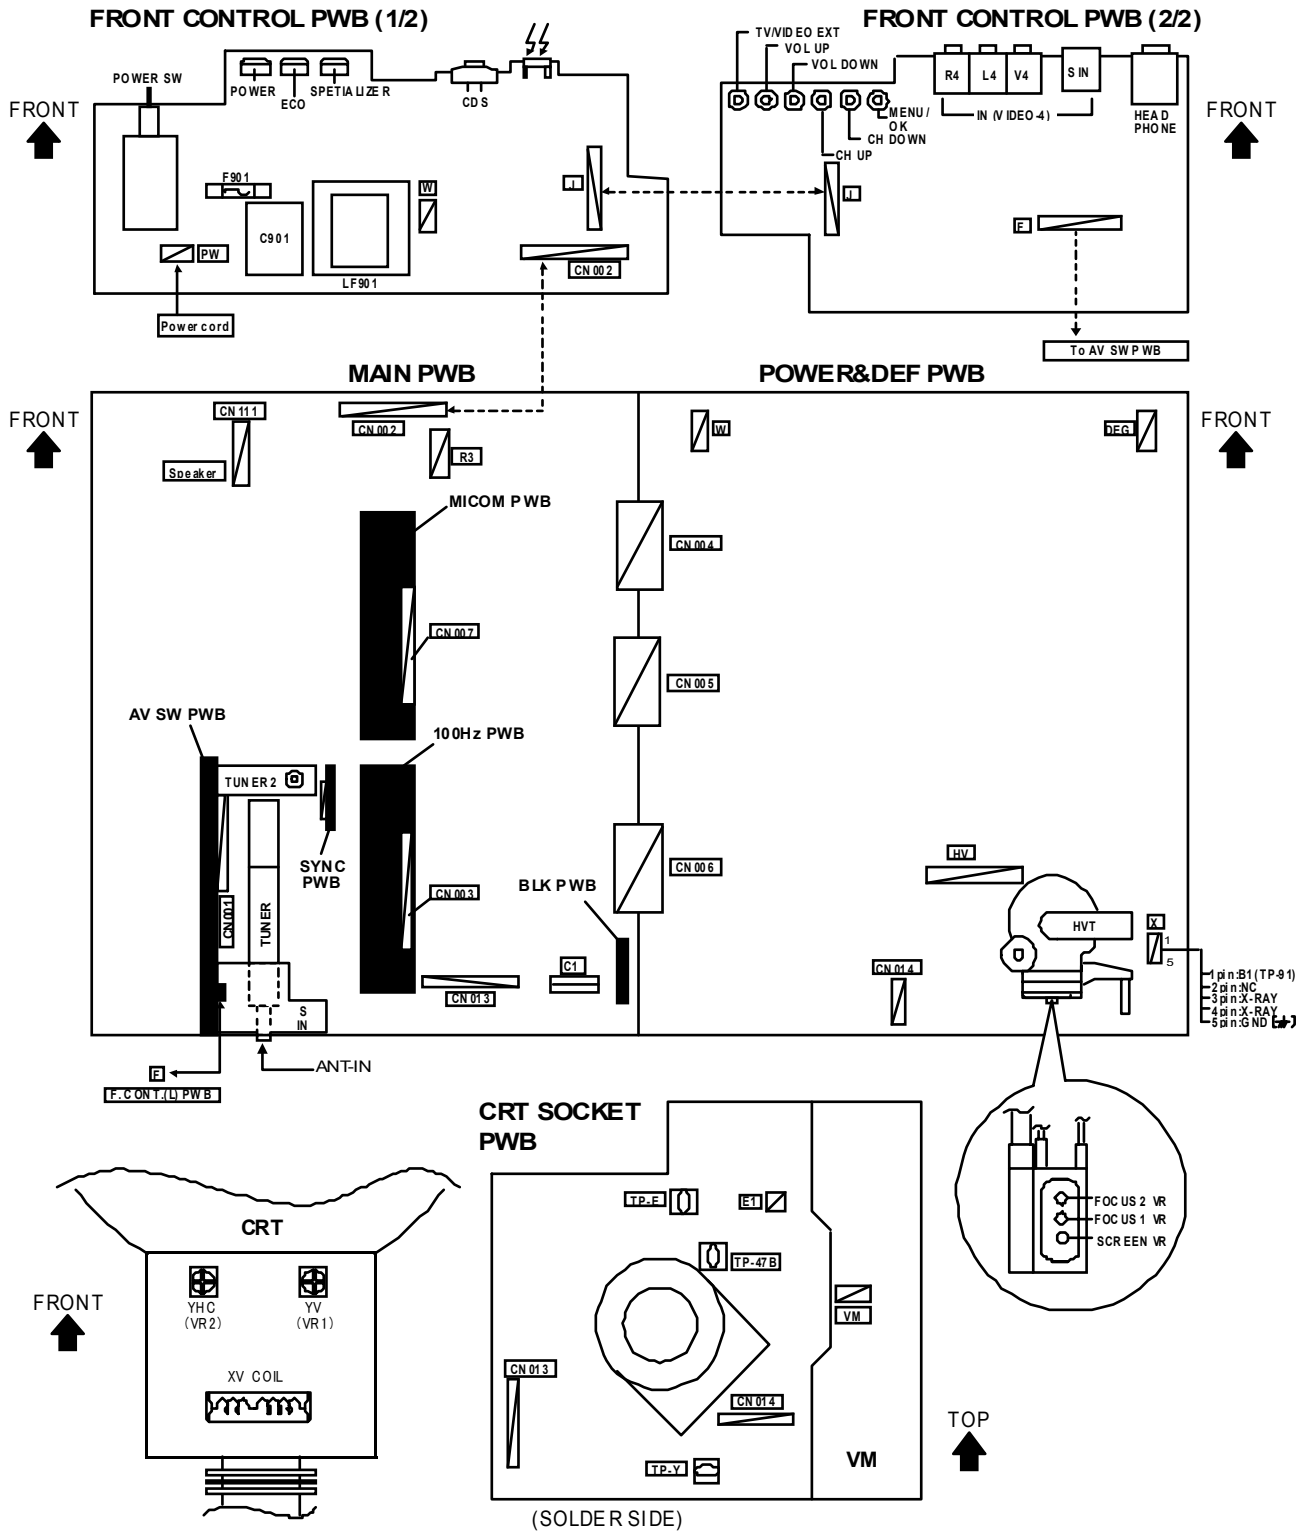 FRONT CONTROL PWB (1/2)
FRONT CONTROL PWB (2/2)
POWER SW
POWER
ECO
SPETIALIZER
CDS
FRONT
F901
C901
LF901
W
PW
J
CN002
Power cord
TV/VIDEO EXT
VOL UP
VOL DOWN
MENU/
OK
CH DOWN
CH UP
R4
L4
V4
S IN
IN (VIDEO-4)
HEAD
PHONE
FRONT
J
F
To AV SW PWB
MAIN PWB
POWER&DEF PWB
FRONT
CN111
Speaker
CN002
R3
W
DEG
FRONT
MICOM PWB
CN007
CN004
CN005
CN006
AV SW PWB
100Hz PWB
TUNER 2
SYNC
PWB
CN001
TUNER
CN003
BLK PWB
C1
CN013
S
IN
HV
HVT
CN014
X
1
5
1pin:B1(TP-91)
2pin:NC
3pin:X-RAY
4pin:X-RAY
5pin:GND
ANT-IN
F
F.CONT.(L) PWB
CRT SOCKET
PWB
TP-E
E1
TP-47B
VM
CN013
CN014
TP-Y
VM
(SOLDER SIDE)
TOP
FOCUS 2 VR
FOCUS 1 VR
SCREEN VR
CRT
YHC
(VR2)
YV
(VR1)
XV COIL
FRONT